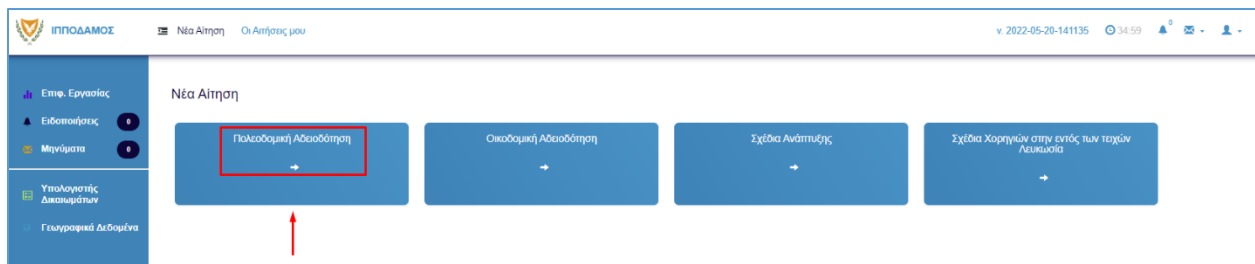 ΙΠΠΟΔΑΜΟΣ
Νέα Αίτηση Οι Αιτήσεις μου
v. 2022-05-20-141135 34:59 0
Επιφ. Εργασίας
Ειδοποιήσεις 0
Μηνύματα 0
Υπολογιστής
Δικαιωμάτων
Γεωγραφικά Δεδομένα
Νέα Αίτηση
Πολεοδομική Αδειοδότηση
Οικοδομική Αδειοδότηση
Σχέδια Ανάπτυξης
Σχέδια Χορηγιών στην εντός των τειχών
Λευκωσία